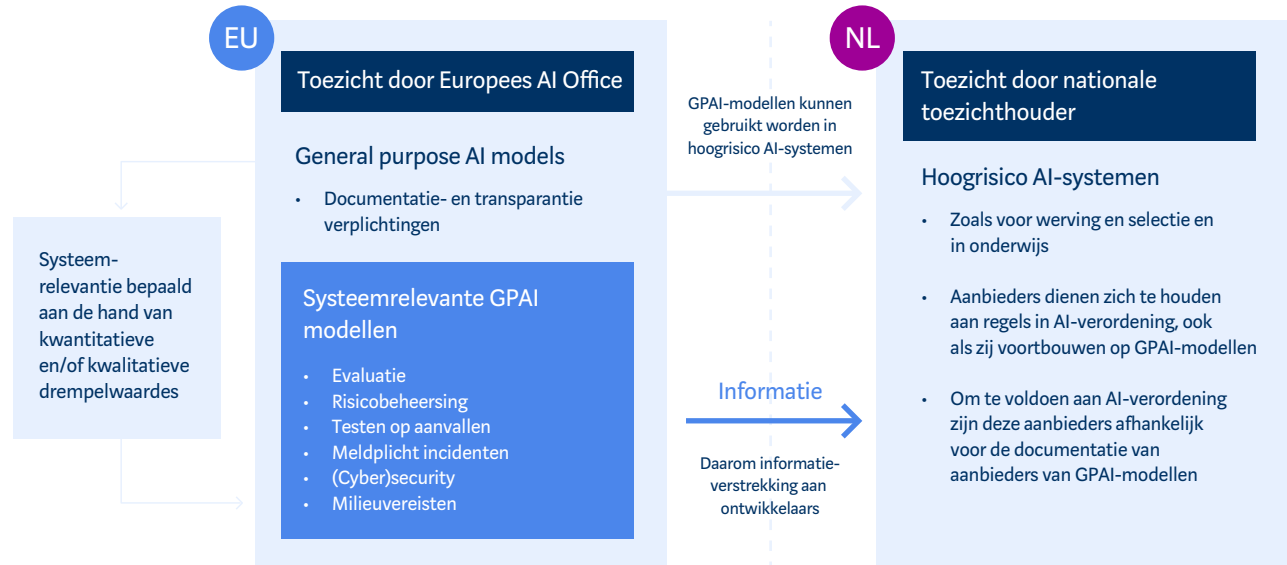 EU
Toezicht door Europees AI Office
General purpose AI models
• Documentatie- en transparantie
verplichtingen
Systeem-
relevantie bepaald
aan de hand van
kwantitatieve
en/of kwalitatieve
drempelwaardes
Systeemrelevante GPAI
modellen
• Evaluatie
• Risicobeheersing
• Testen op aanvallen
• Meldplicht incidenten
• (Cyber)security
• Milieuvereisten
GPAI-modellen kunnen
gebruikt worden in
hoogrisico AI-systemen
Informatie
Daarom informatie-
verstrekking aan
ontwikkelaars
NL
Toezicht door nationale
toezichthouder
Hoogrisico AI-systemen
• Zoals voor werving en selectie en
in onderwijs
• Aanbieders dienen zich te houden
aan regels in AI-verordening, ook
als zij voortbouwen op GPAI-modellen
• Om te voldoen aan AI-verordening
zijn deze aanbieders afhankelijk
voor de documentatie van
aanbieders van GPAI-modellen